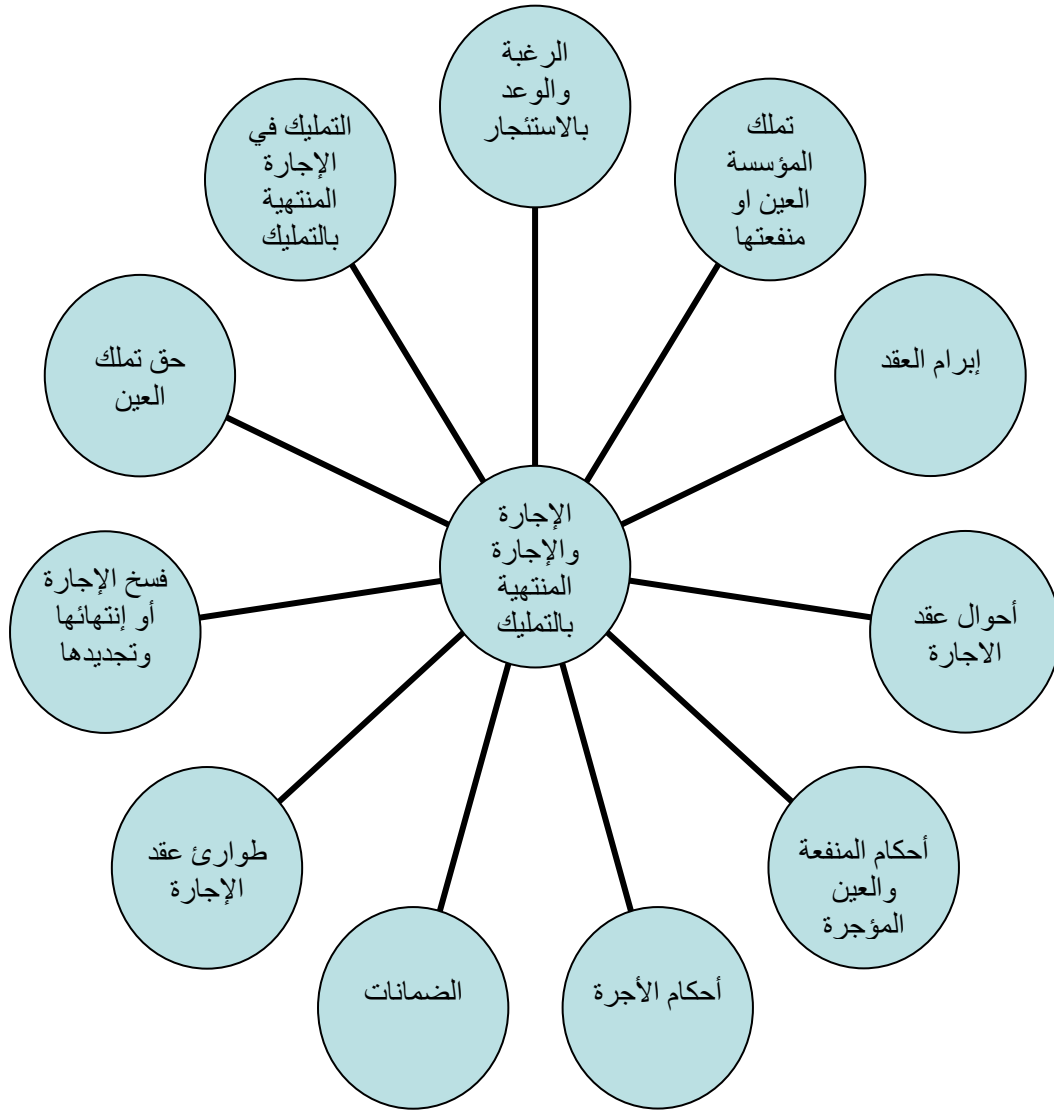 الرغبة
والوعد
بالاستئجار
تملك
المؤسسة
العين او
منفعتها
إبرام العقد
أحوال عقد
الاجارة
أحكام المنفعة
والعين
المؤجرة
أحكام الأجرة
الضمانات
طوارئ عقد
الإجارة
فسخ الإجارة
أو إنتهائها
وتجديدها
حق تملك
العين
التمليك في
الإجارة
المنتهية
بالتمليك
الإجارة
والإجارة
المنتهية
بالتمليك